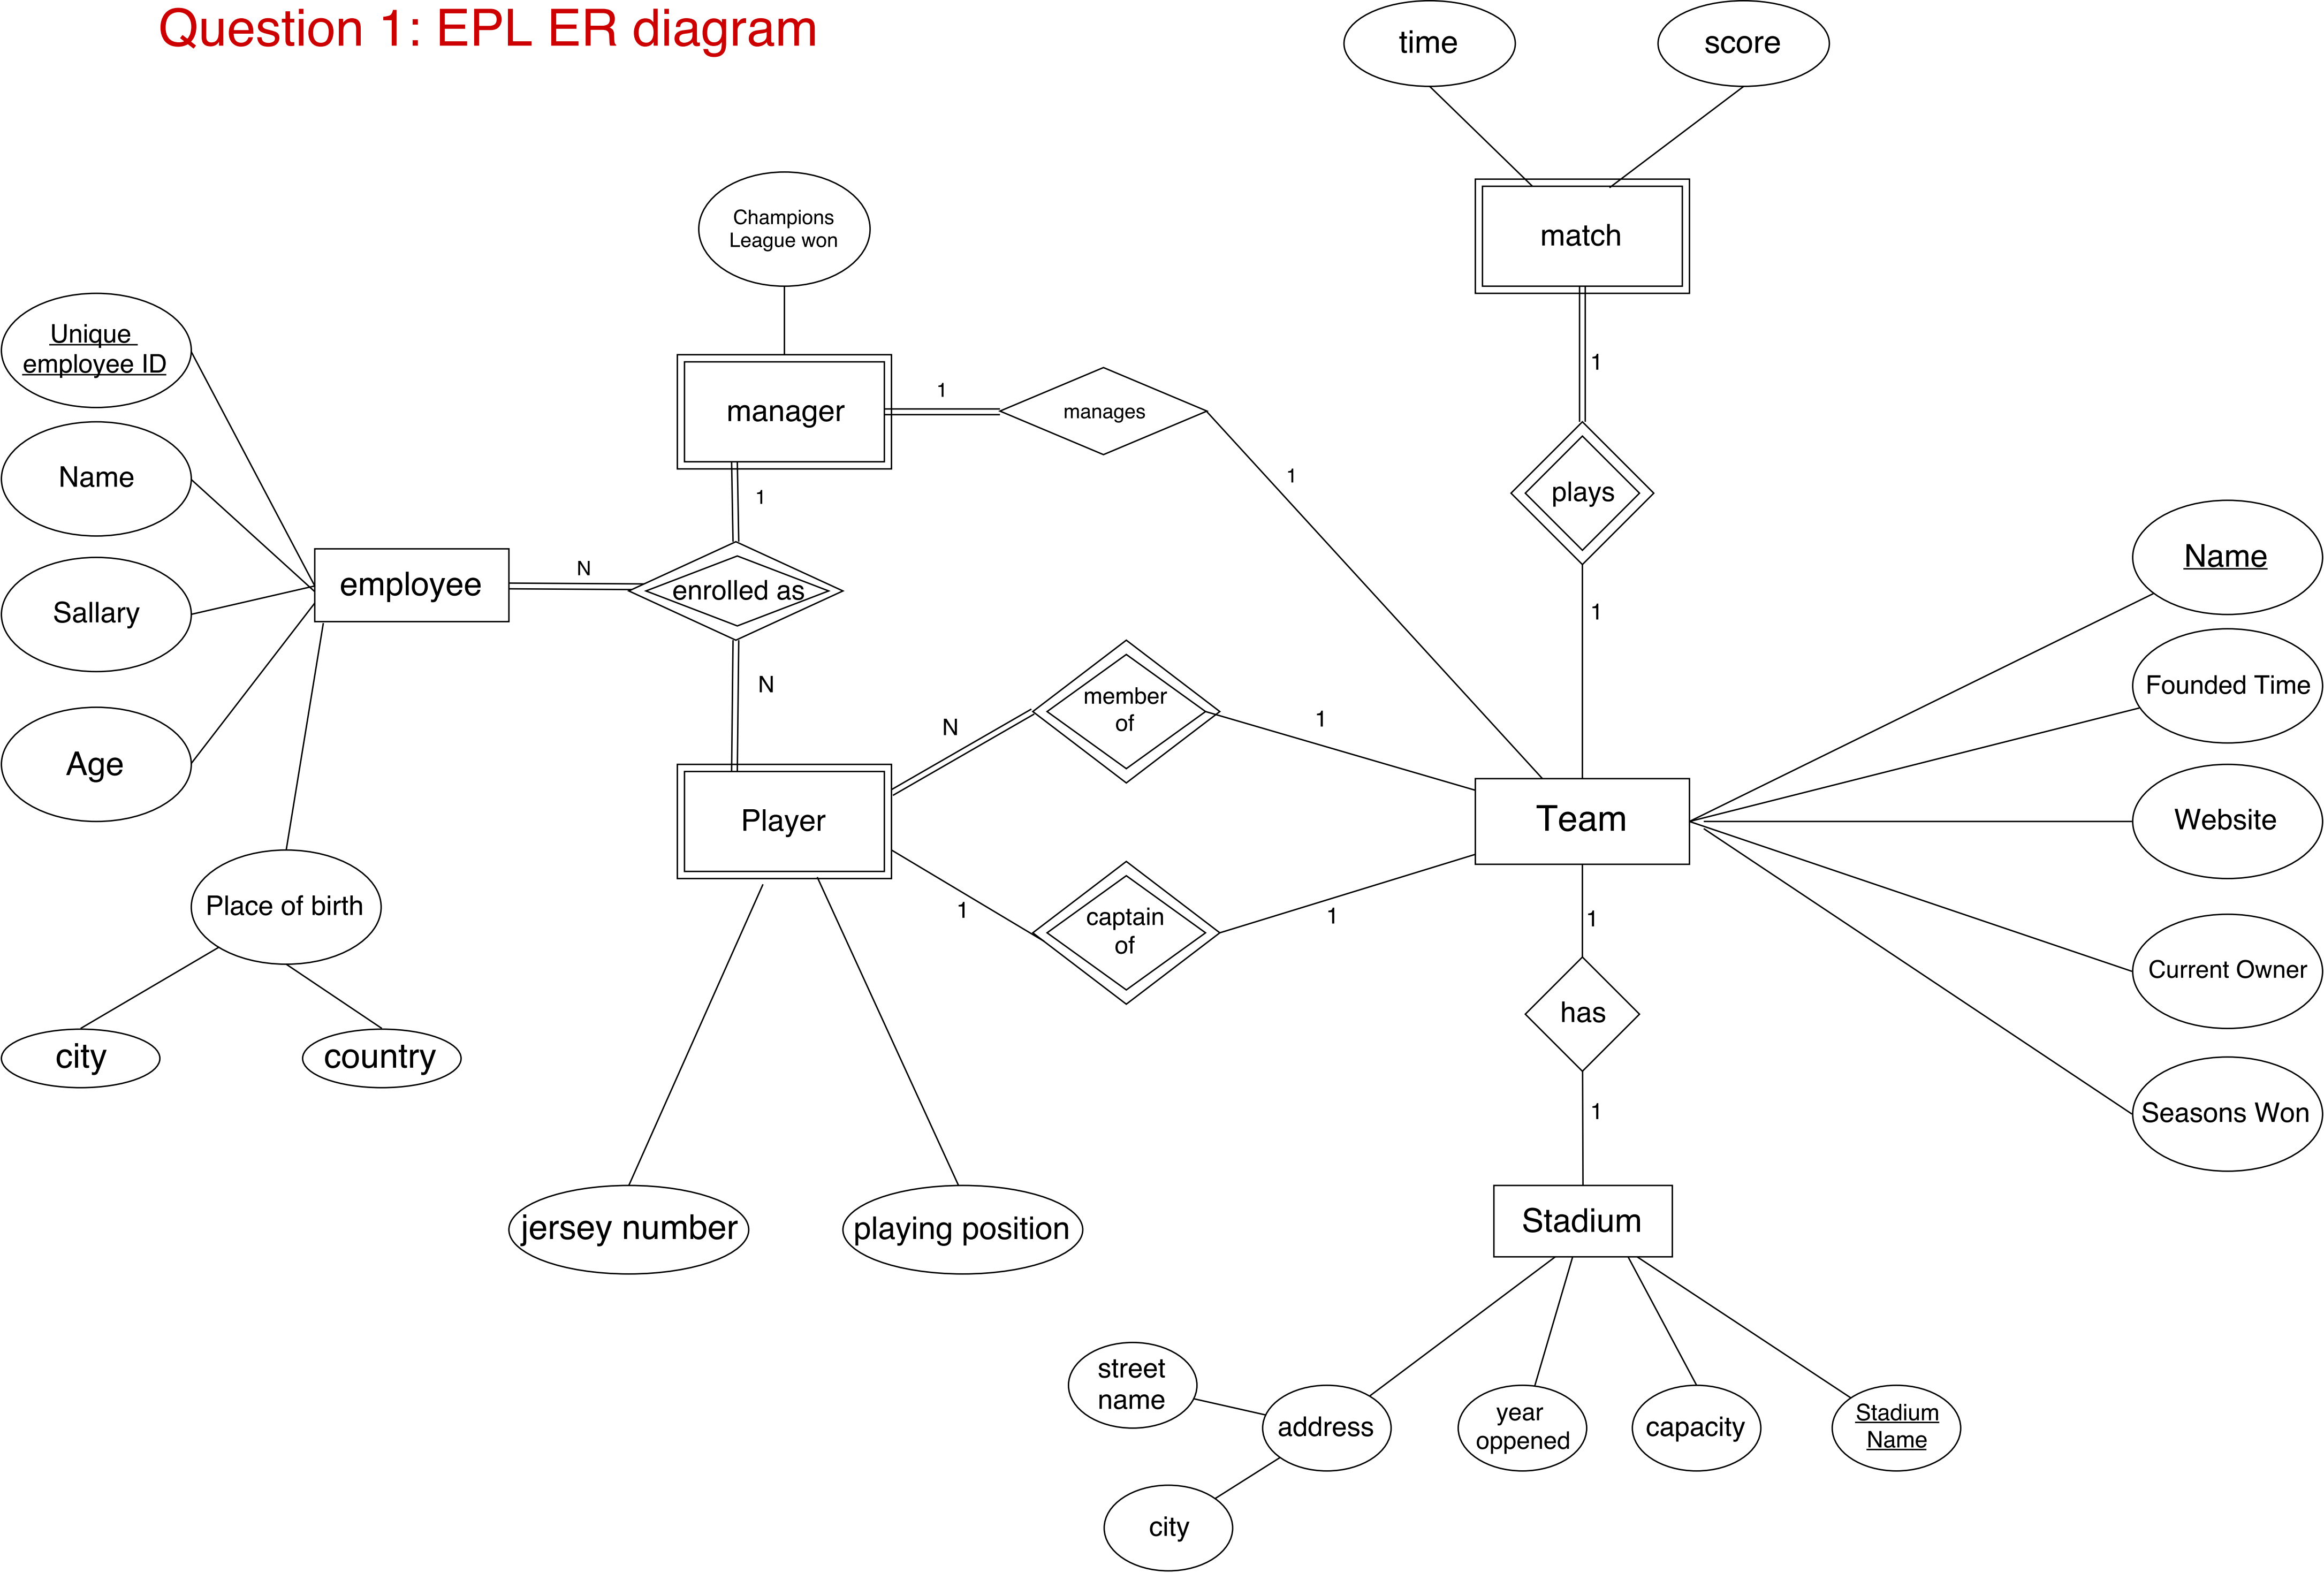 Question 1: EPL ER diagram
time
score
Champions
League won
match
Unique
employee ID
manager
1
manages
1
1
Name
1
plays
Name
N
employee
enrolled as
1
Sallary
N
member
of
N
1
Founded Time
Age
Player
Team
Website
Place of birth
1
captain
of
1
1
Current Owner
has
city
country
1
Seasons Won
jersey number
playing position
Stadium
street
name
address
year
oppened
capacity
Stadium
Name
city